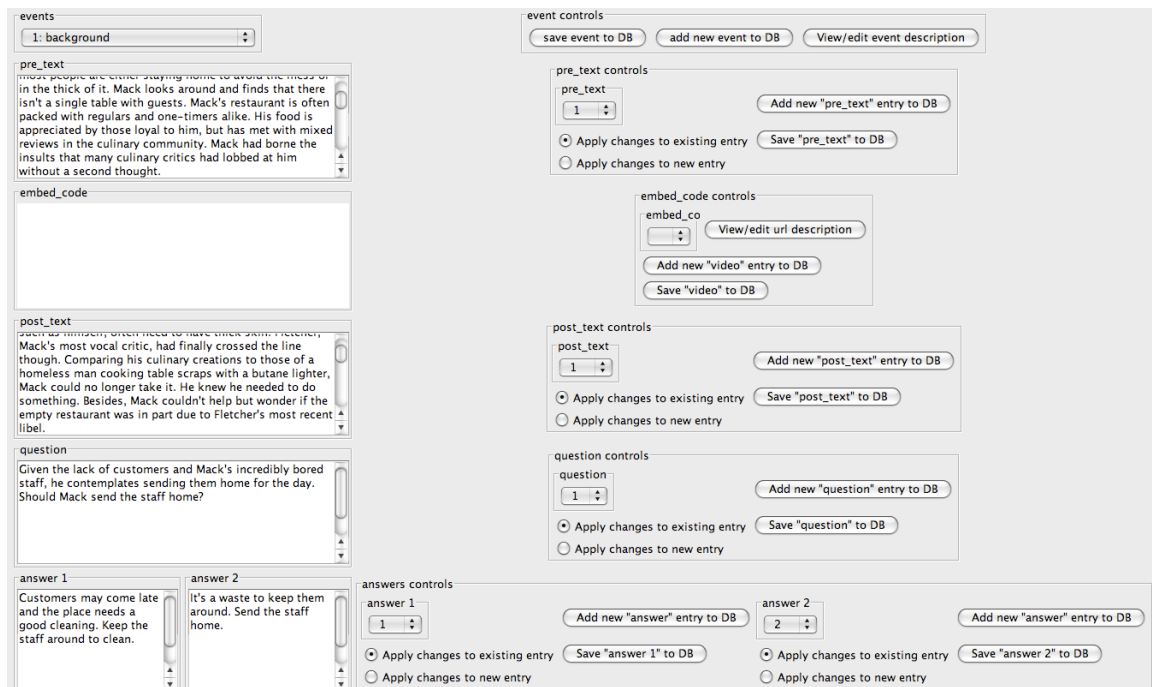 events
event controls
1: background
save event to DB
add new event to DB
View/edit event description
pre_text
most people are either staying home to avoid the mess or
in the thick of it. Mack looks around and finds that there
isn't a single table with guests. Mack's restaurant is often
packed with regulars and one-timers alike. His food is
appreciated by those loyal to him, but has met with mixed
reviews in the culinary community. Mack had borne the
insults that many culinary critics had lobbed at him
without a second thought.
pre_text controls
pre_text
1
Add new "pre_text" entry to DB
Apply changes to existing entry
Save "pre_text" to DB
Apply changes to new entry
embed_code
embed_code controls
embed_co
View/edit url description
Add new "video" entry to DB
Save "video" to DB
post_text
such as himself, often need to have thick skin. Fletcher,
Mack's most vocal critic, had finally crossed the line
though. Comparing his culinary creations to those of a
homeless man cooking table scraps with a butane lighter,
Mack could no longer take it. He knew he needed to do
something. Besides, Mack couldn't help but wonder if the
empty restaurant was in part due to Fletcher's most recent
libel.
post_text controls
post_text
1
Add new "post_text" entry to DB
Apply changes to existing entry
Save "post_text" to DB
Apply changes to new entry
question
Given the lack of customers and Mack's incredibly bored
staff, he contemplates sending them home for the day.
Should Mack send the staff home?
question controls
question
1
Add new "question" entry to DB
Apply changes to existing entry
Save "question" to DB
Apply changes to new entry
answer 1
Customers may come late
and the place needs a
good cleaning. Keep the
staff around to clean.
answer 2
It's a waste to keep them
around. Send the staff
home.
answers controls
answer 1
1
Add new "answer" entry to DB
Apply changes to existing entry
Save "answer 1" to DB
Apply changes to new entry
answer 2
2
Add new "answer" entry to DB
Apply changes to existing entry
Save "answer 2" to DB
Apply changes to new entry